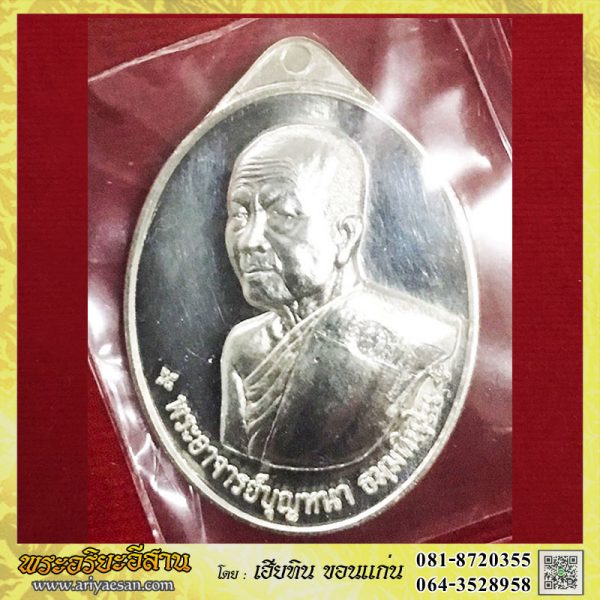 พระอาจารย์บุญหนา ธมฺมทินฺโน
พระอริยะอีสาน
www.ariyaesan.com
โดย : เฮียทิน ขอนแก่น
081-8720355
064-3528958